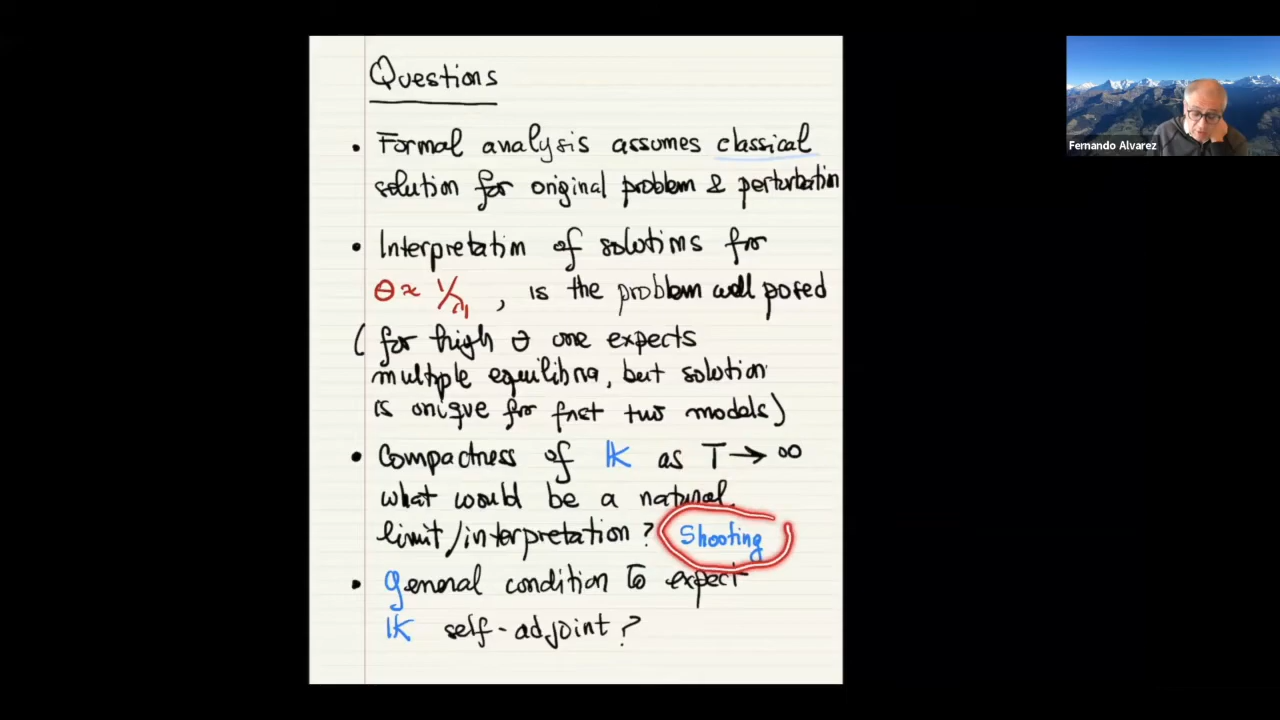 Questions
• Formal analysis assumes classical
solution for original problem & perturbation
• Interpretation of solutions for
θ ≈ 1/λ₁, is the problem well posed
(for high θ one expects
multiple equilibria, but solution
is unique for first two models)
• Compactness of 𝕂 as T → ∞
what would be a natural
limit/interpretation? Shooting
• general condition to expect
𝕂 self-adjoint?
Fernando Alvarez